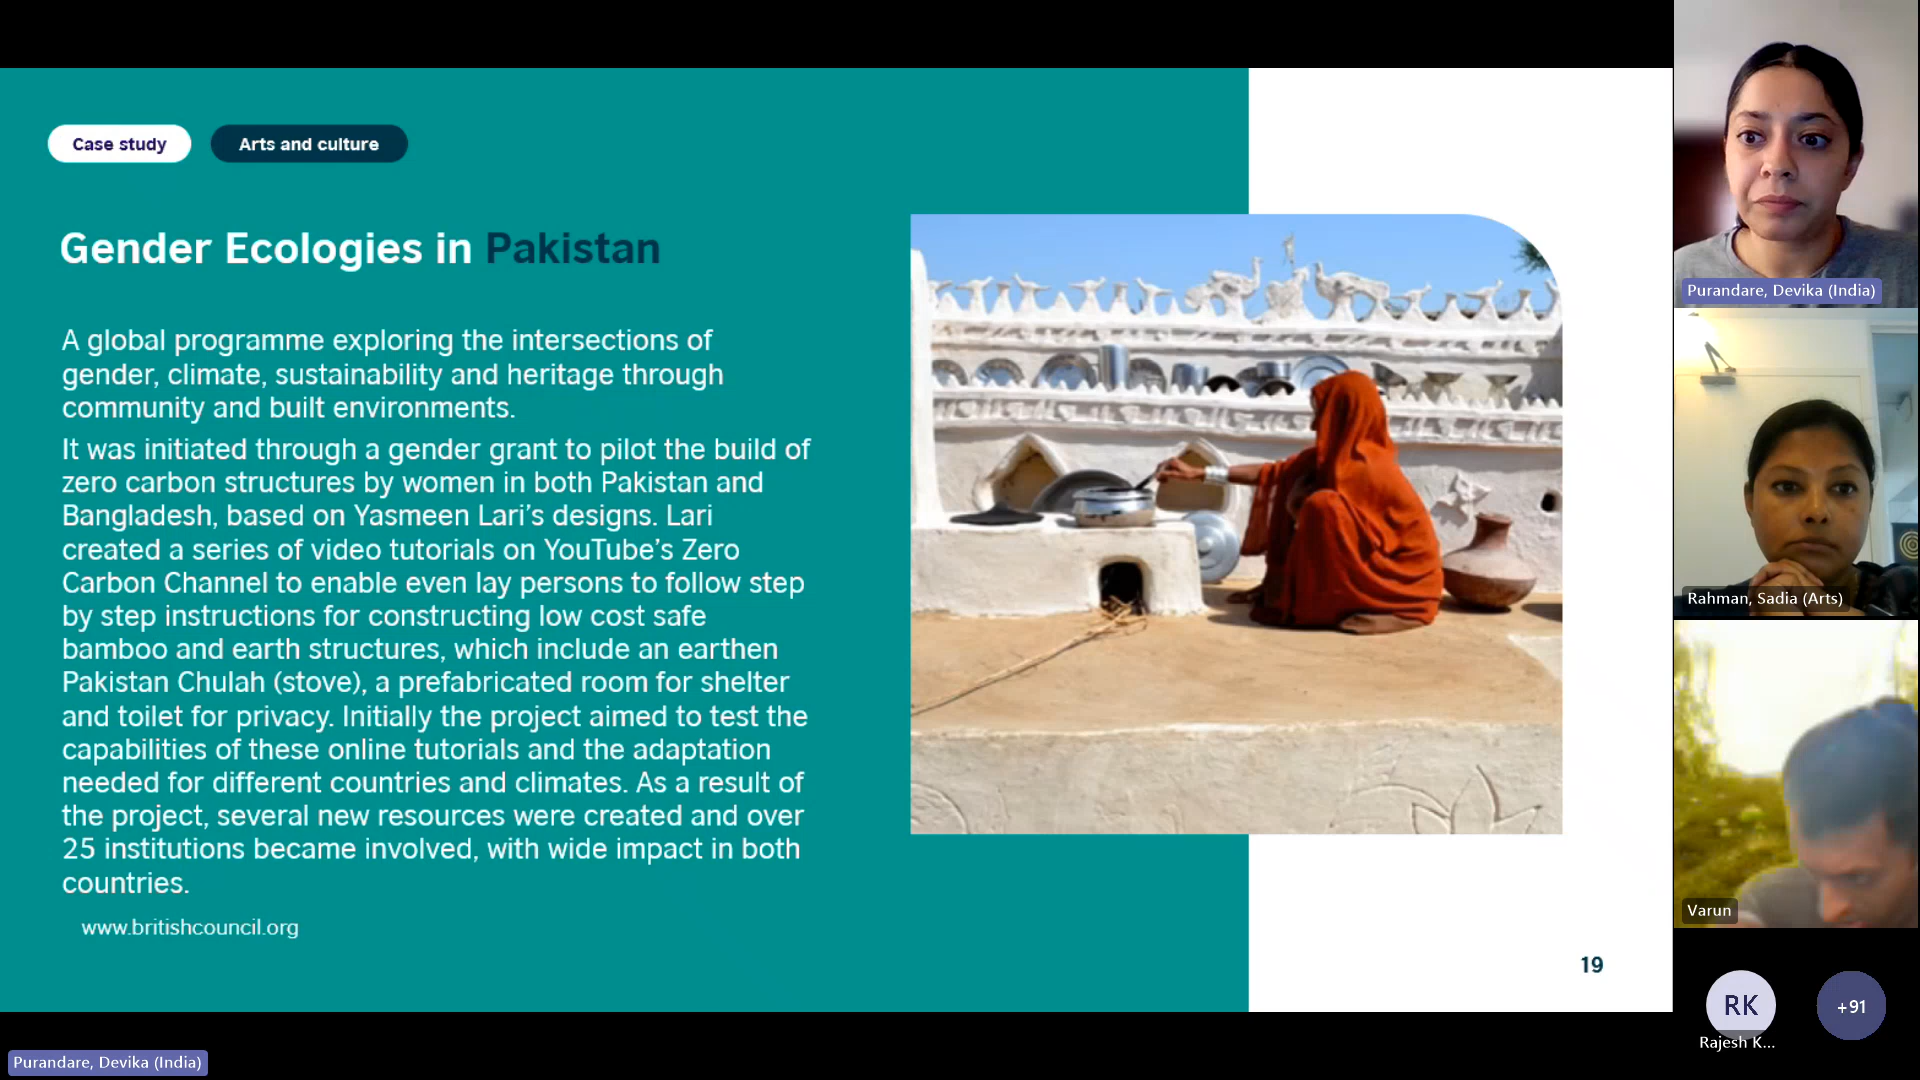 Case study
Arts and culture
Gender Ecologies in Pakistan
A global programme exploring the intersections of
gender, climate, sustainability and heritage through
community and built environments.
It was initiated through a gender grant to pilot the build of
zero carbon structures by women in both Pakistan and
Bangladesh, based on Yasmeen Lari’s designs. Lari
created a series of video tutorials on YouTube’s Zero
Carbon Channel to enable even lay persons to follow step
by step instructions for constructing low cost safe
bamboo and earth structures, which include an earthen
Pakistan Chulah (stove), a prefabricated room for shelter
and toilet for privacy. Initially the project aimed to test the
capabilities of these online tutorials and the adaptation
needed for different countries and climates. As a result of
the project, several new resources were created and over
25 institutions became involved, with wide impact in both
countries.
www.britishcouncil.org
19
Purandare, Devika (India)
Rahman, Sadia (Arts)
Varun
RK
Rajesh K...
+91
Purandare, Devika (India)